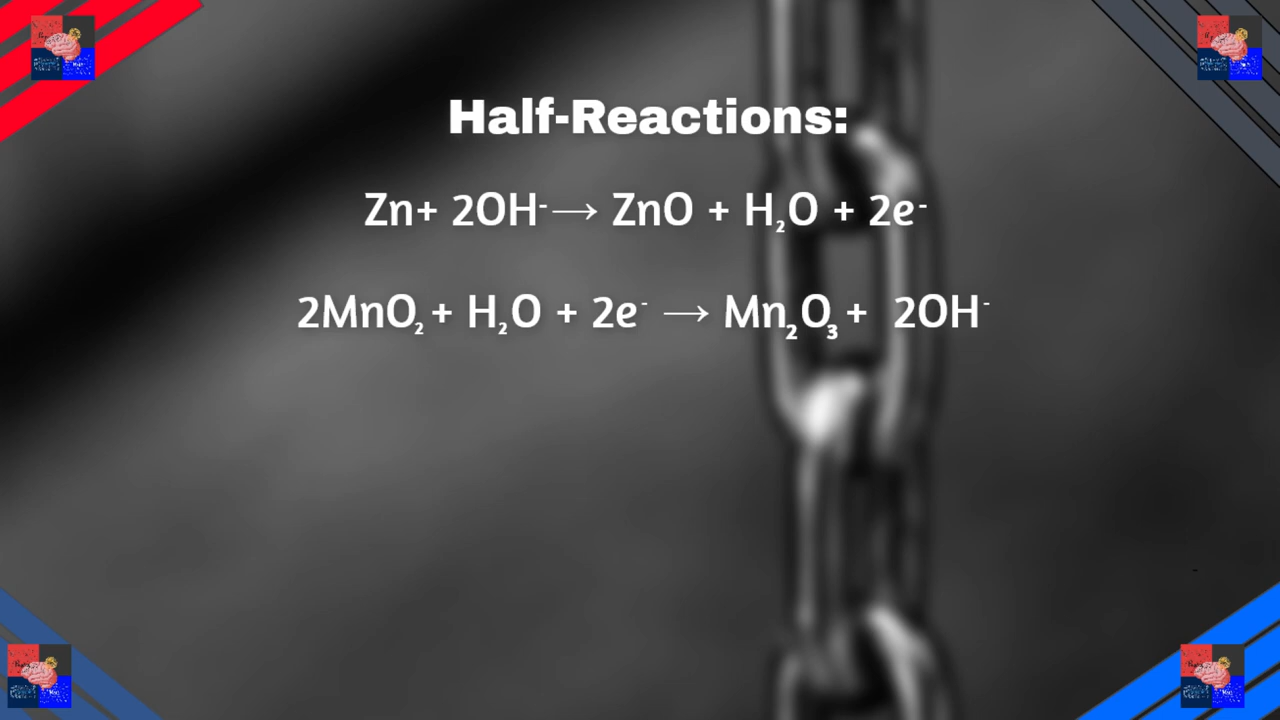 Half-Reactions:
Zn+ 2OH⁻⟶ ZnO + H₂O + 2e⁻
2MnO₂ + H₂O + 2e⁻ ⟶ Mn₂O₃ + 2OH⁻